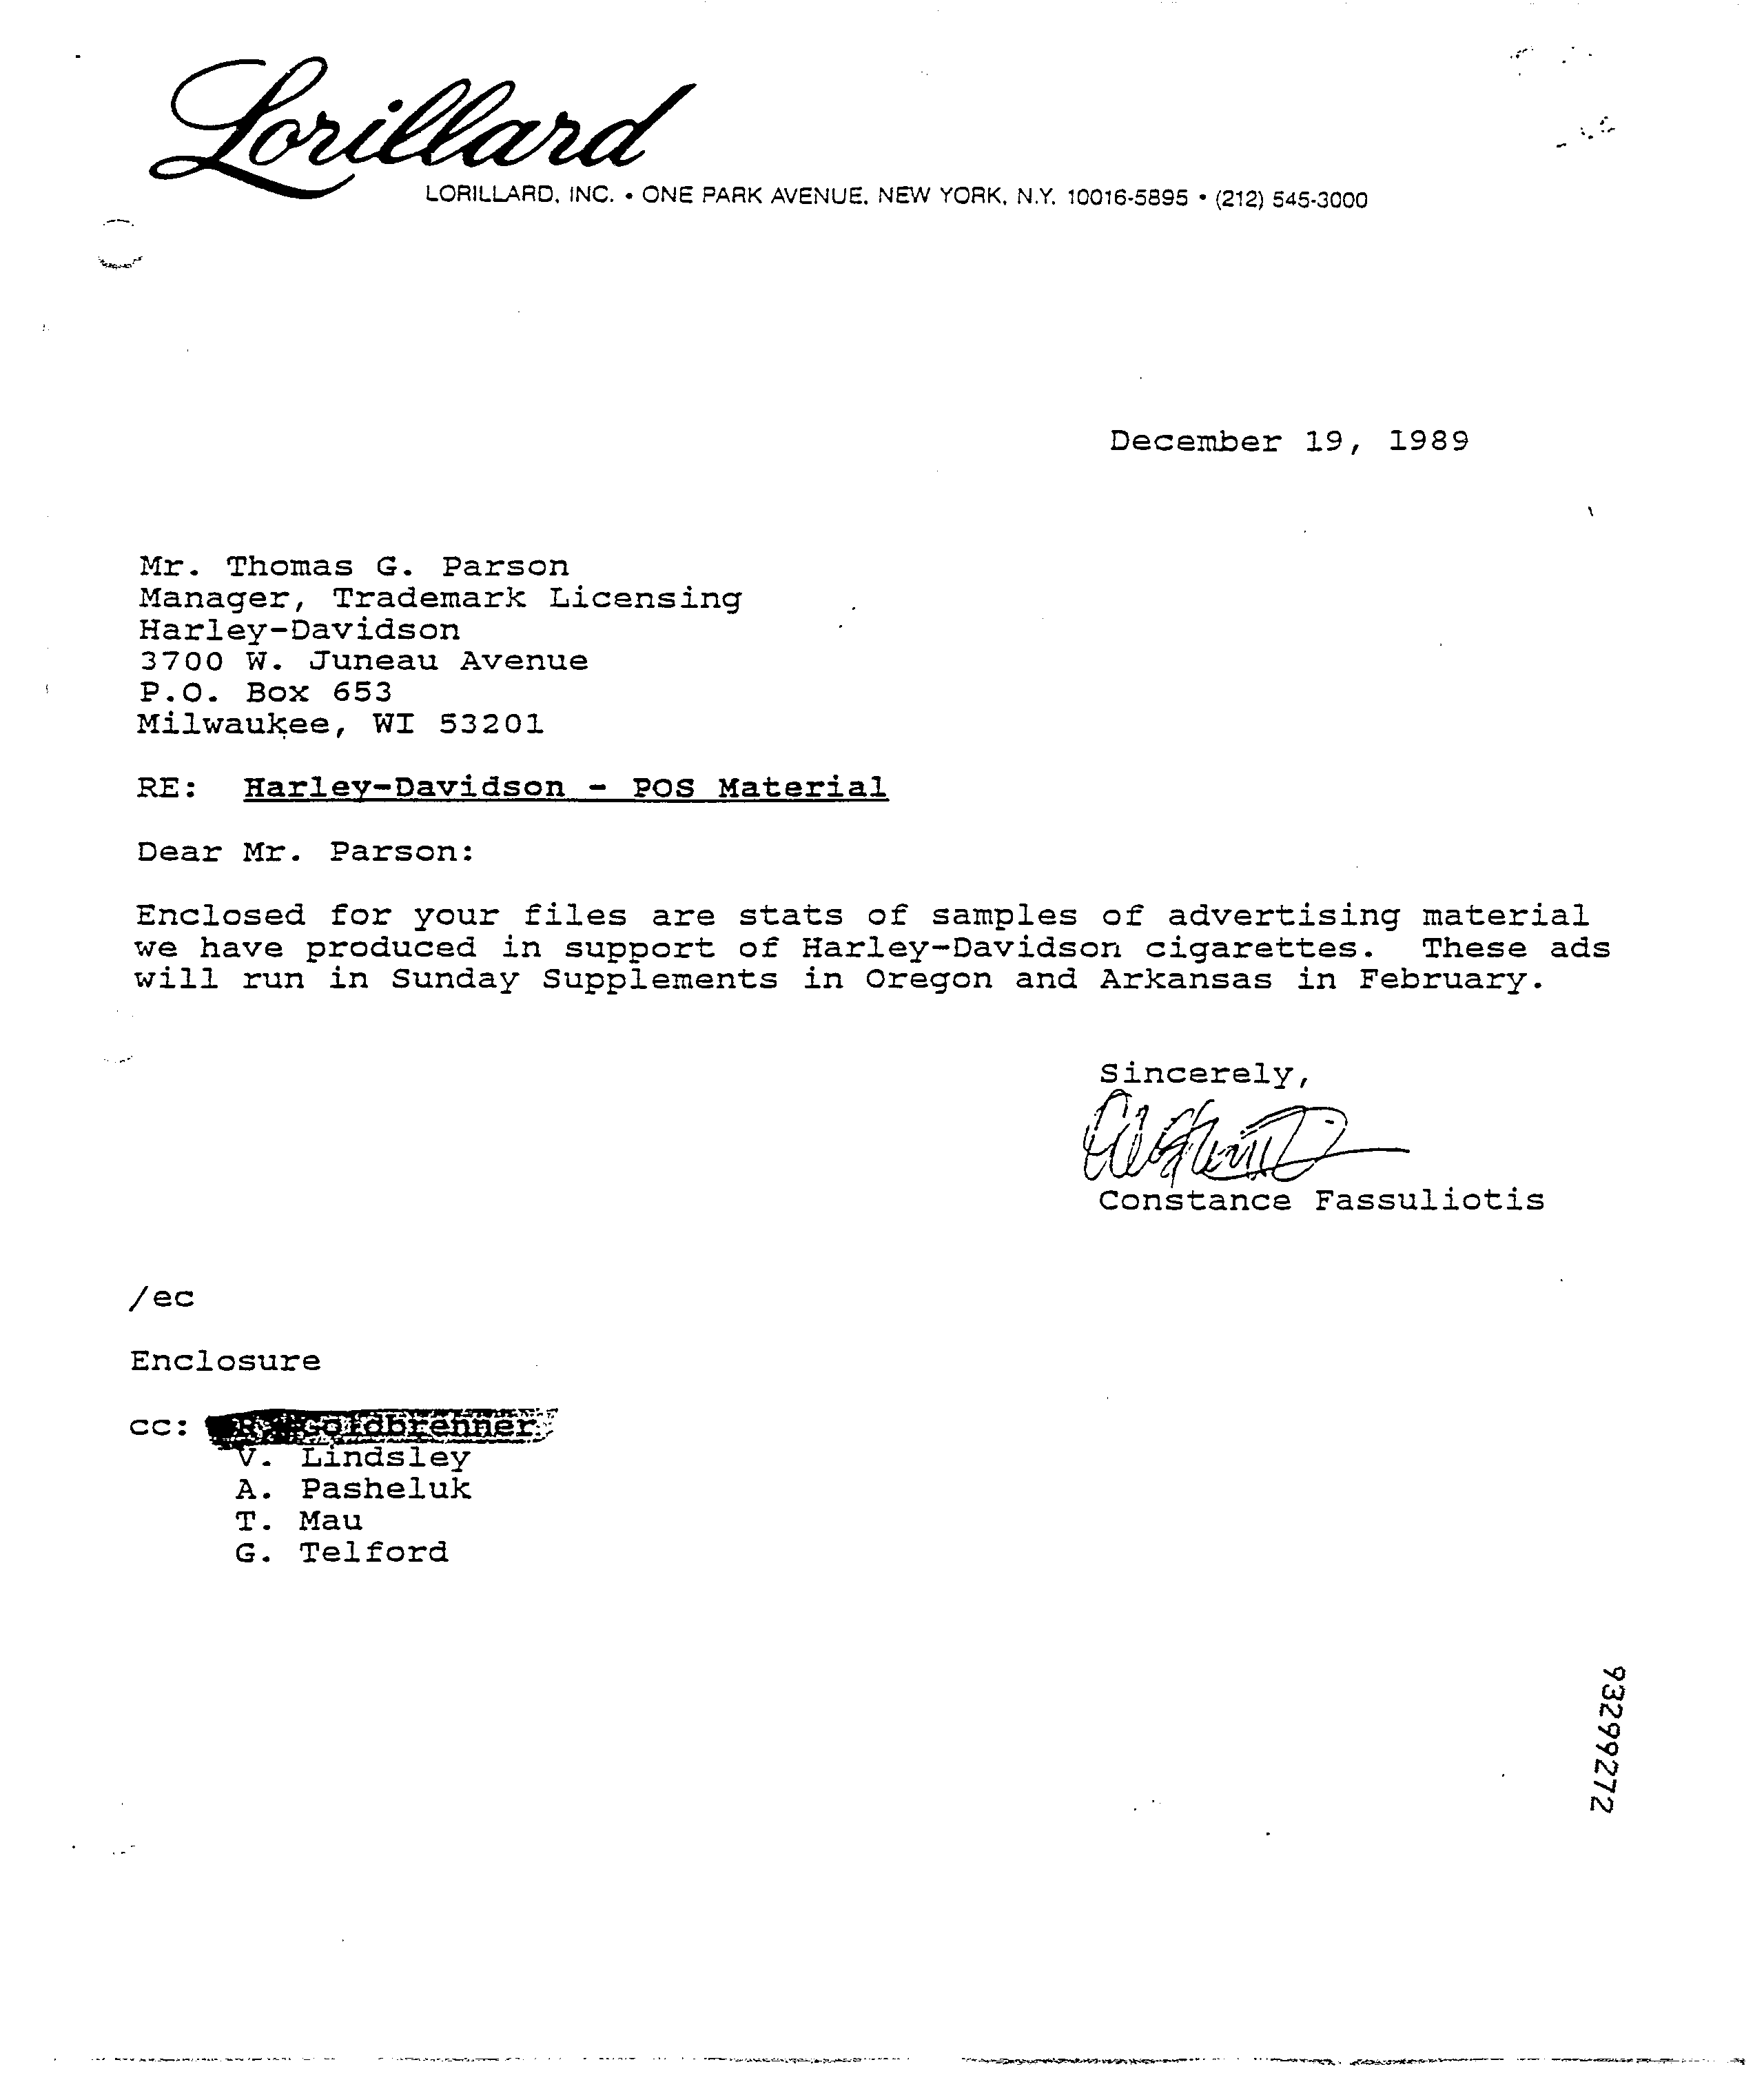 Lorillard
LORILLARD, INC. • ONE PARK AVENUE, NEW YORK, N.Y. 10016-5895 • (212) 545-3000
December 19, 1989
Mr. Thomas G. Parson
Manager, Trademark Licensing
Harley-Davidson
3700 W. Juneau Avenue
P.O. Box 653
Milwaukee, WI 53201
RE: Harley-Davidson - POS Material
Dear Mr. Parson:
Enclosed for your files are stats of samples of advertising material
we have produced in support of Harley-Davidson cigarettes. These ads
will run in Sunday Supplements in Oregon and Arkansas in February.
Sincerely,
Constance Fassuliotis
/ec
Enclosure
cc: Goldbrenner
V. Lindsley
A. Pasheluk
T. Mau
G. Telford
93299272